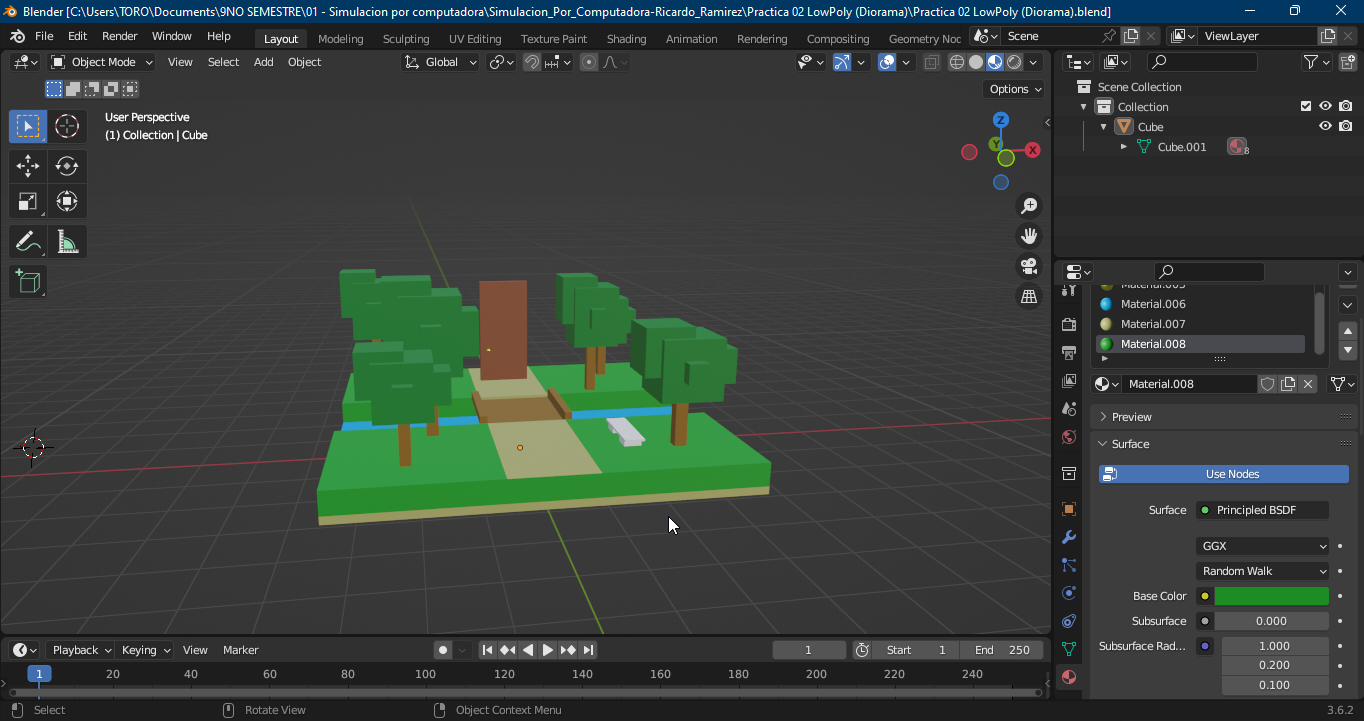 Blender [C:\Users\TORO\Documents\9NO SEMESTRE\01 - Simulacion por computadora\Simulacion_Por_Computadora-Ricardo_Ramirez\Practica 02 LowPoly (Diorama)\Practica 02 LowPoly (Diorama).blend]
File Edit Render Window Help Layout Modeling Sculpting UV Editing Texture Paint Shading Animation Rendering Compositing Geometry Noc Scene ViewLayer
Object Mode View Select Add Object Global
Options
User Perspective
(1) Collection | Cube
Z
Y
X
Scene Collection
Collection
Cube
Cube.001 8
Material.005
Material.006
Material.007
Material.008
Material.008
Preview
Surface
Use Nodes
Surface Principled BSDF
GGX
Random Walk
Base Color
Subsurface 0.000
Subsurface Rad... 1.000
0.200
0.100
Playback Keying View Marker 1 Start 1 End 250
1 20 40 60 80 100 120 140 160 180 200 220 240
Select Rotate View Object Context Menu 3.6.2